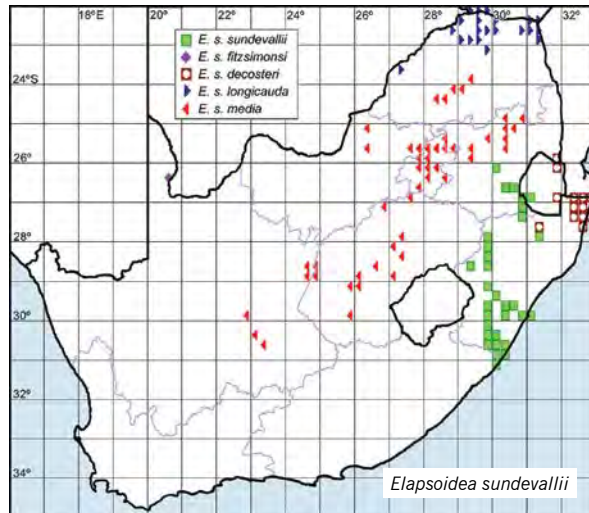 18°E 20° 22° 24° 26° 28° 30° 32°
E. s. sundevallii
E. s. fitzsimonsi
E. s. decosteri
E. s. longicauda
E. s. media
24°S
26°
28°
30°
32°
34°
Elapsoidea sundevallii